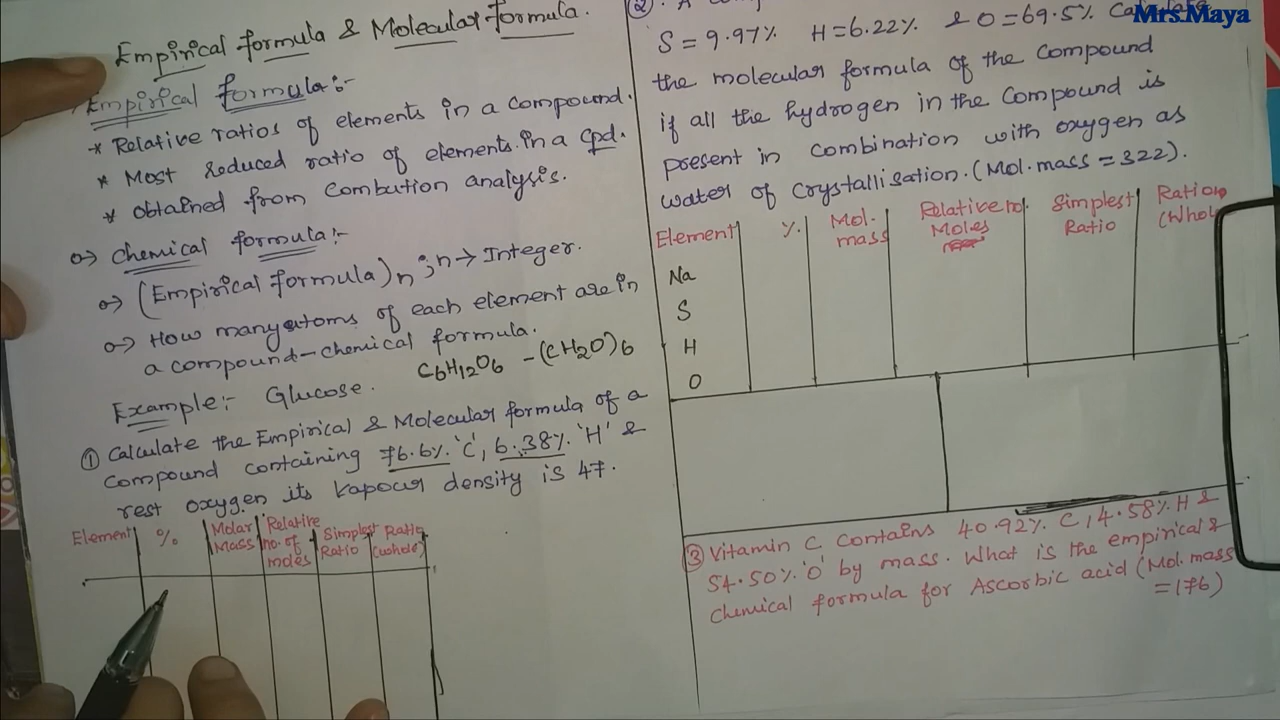 Empirical formula & Molecular formula.
Empirical formula:-
* Relative ratios of elements in a compound.
* Most reduced ratio of elements in a cpd.
* Obtained from Combution analysis.
Chemical formula:-
(Empirical formula)n ; n → Integer.
How many atoms of each element are in
a compound-chemical formula.
Example:- Glucose. C6H12O6 - (CH2O)6
① Calculate the Empirical & Molecular formula of a
Compound containing 76.6% 'C', 6.38% 'H' &
rest oxygen its vapour density is 47.
Element % Molar Mass Relative no. of moles Simplest Ratio Ratio (whole)
Mrs.Maya
S = 9.97% H = 6.22% & O = 69.5%
the molecular formula of the Compound
if all the hydrogen in the Compound is
present in combination with oxygen as
water of Crystallisation. (Mol. mass = 322).
Element % Mol. mass Relative no. Moles Simplest Ratio Ratio
Na
S
H
O
③ Vitamin C Contains 40.92% C, 4.58% H &
54.50% 'O' by mass. What is the empirical &
Chemical formula for Ascorbic acid (Mol. mass
= 176)